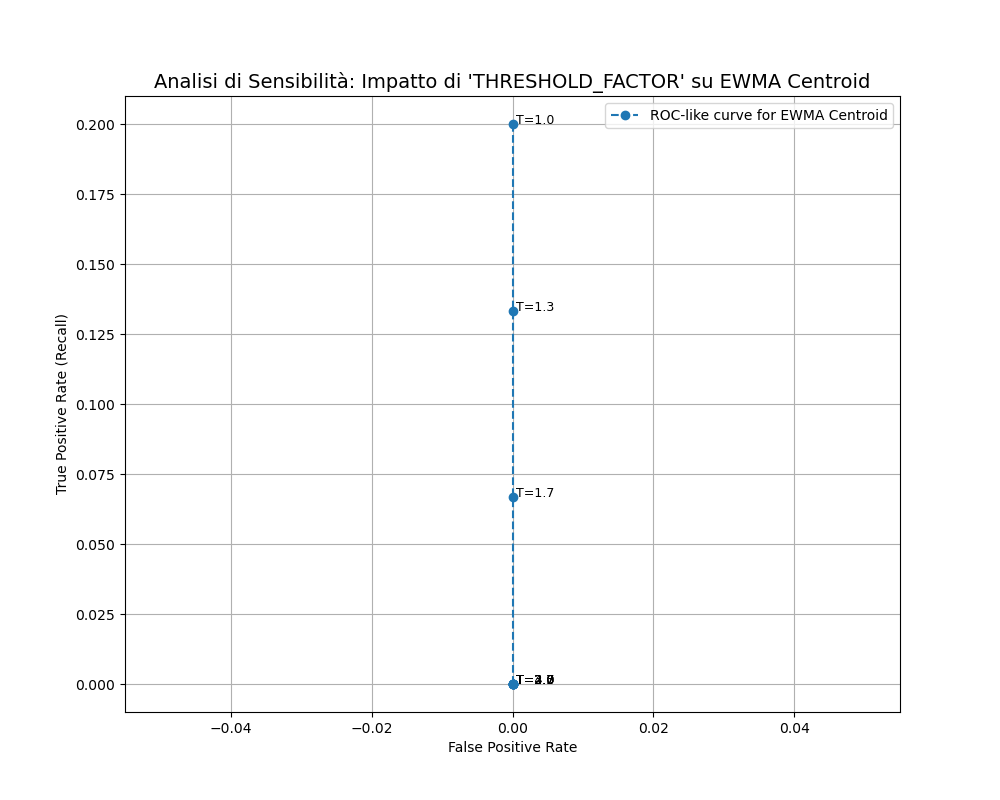 Analisi di Sensibilità: Impatto di 'THRESHOLD_FACTOR' su EWMA Centroid
ROC-like curve for EWMA Centroid
0.200
0.175
0.150
0.125
0.100
0.075
0.050
0.025
0.000
True Positive Rate (Recall)
T=1.0
T=1.3
T=1.7
−0.04
−0.02
0.00
0.02
0.04
False Positive Rate